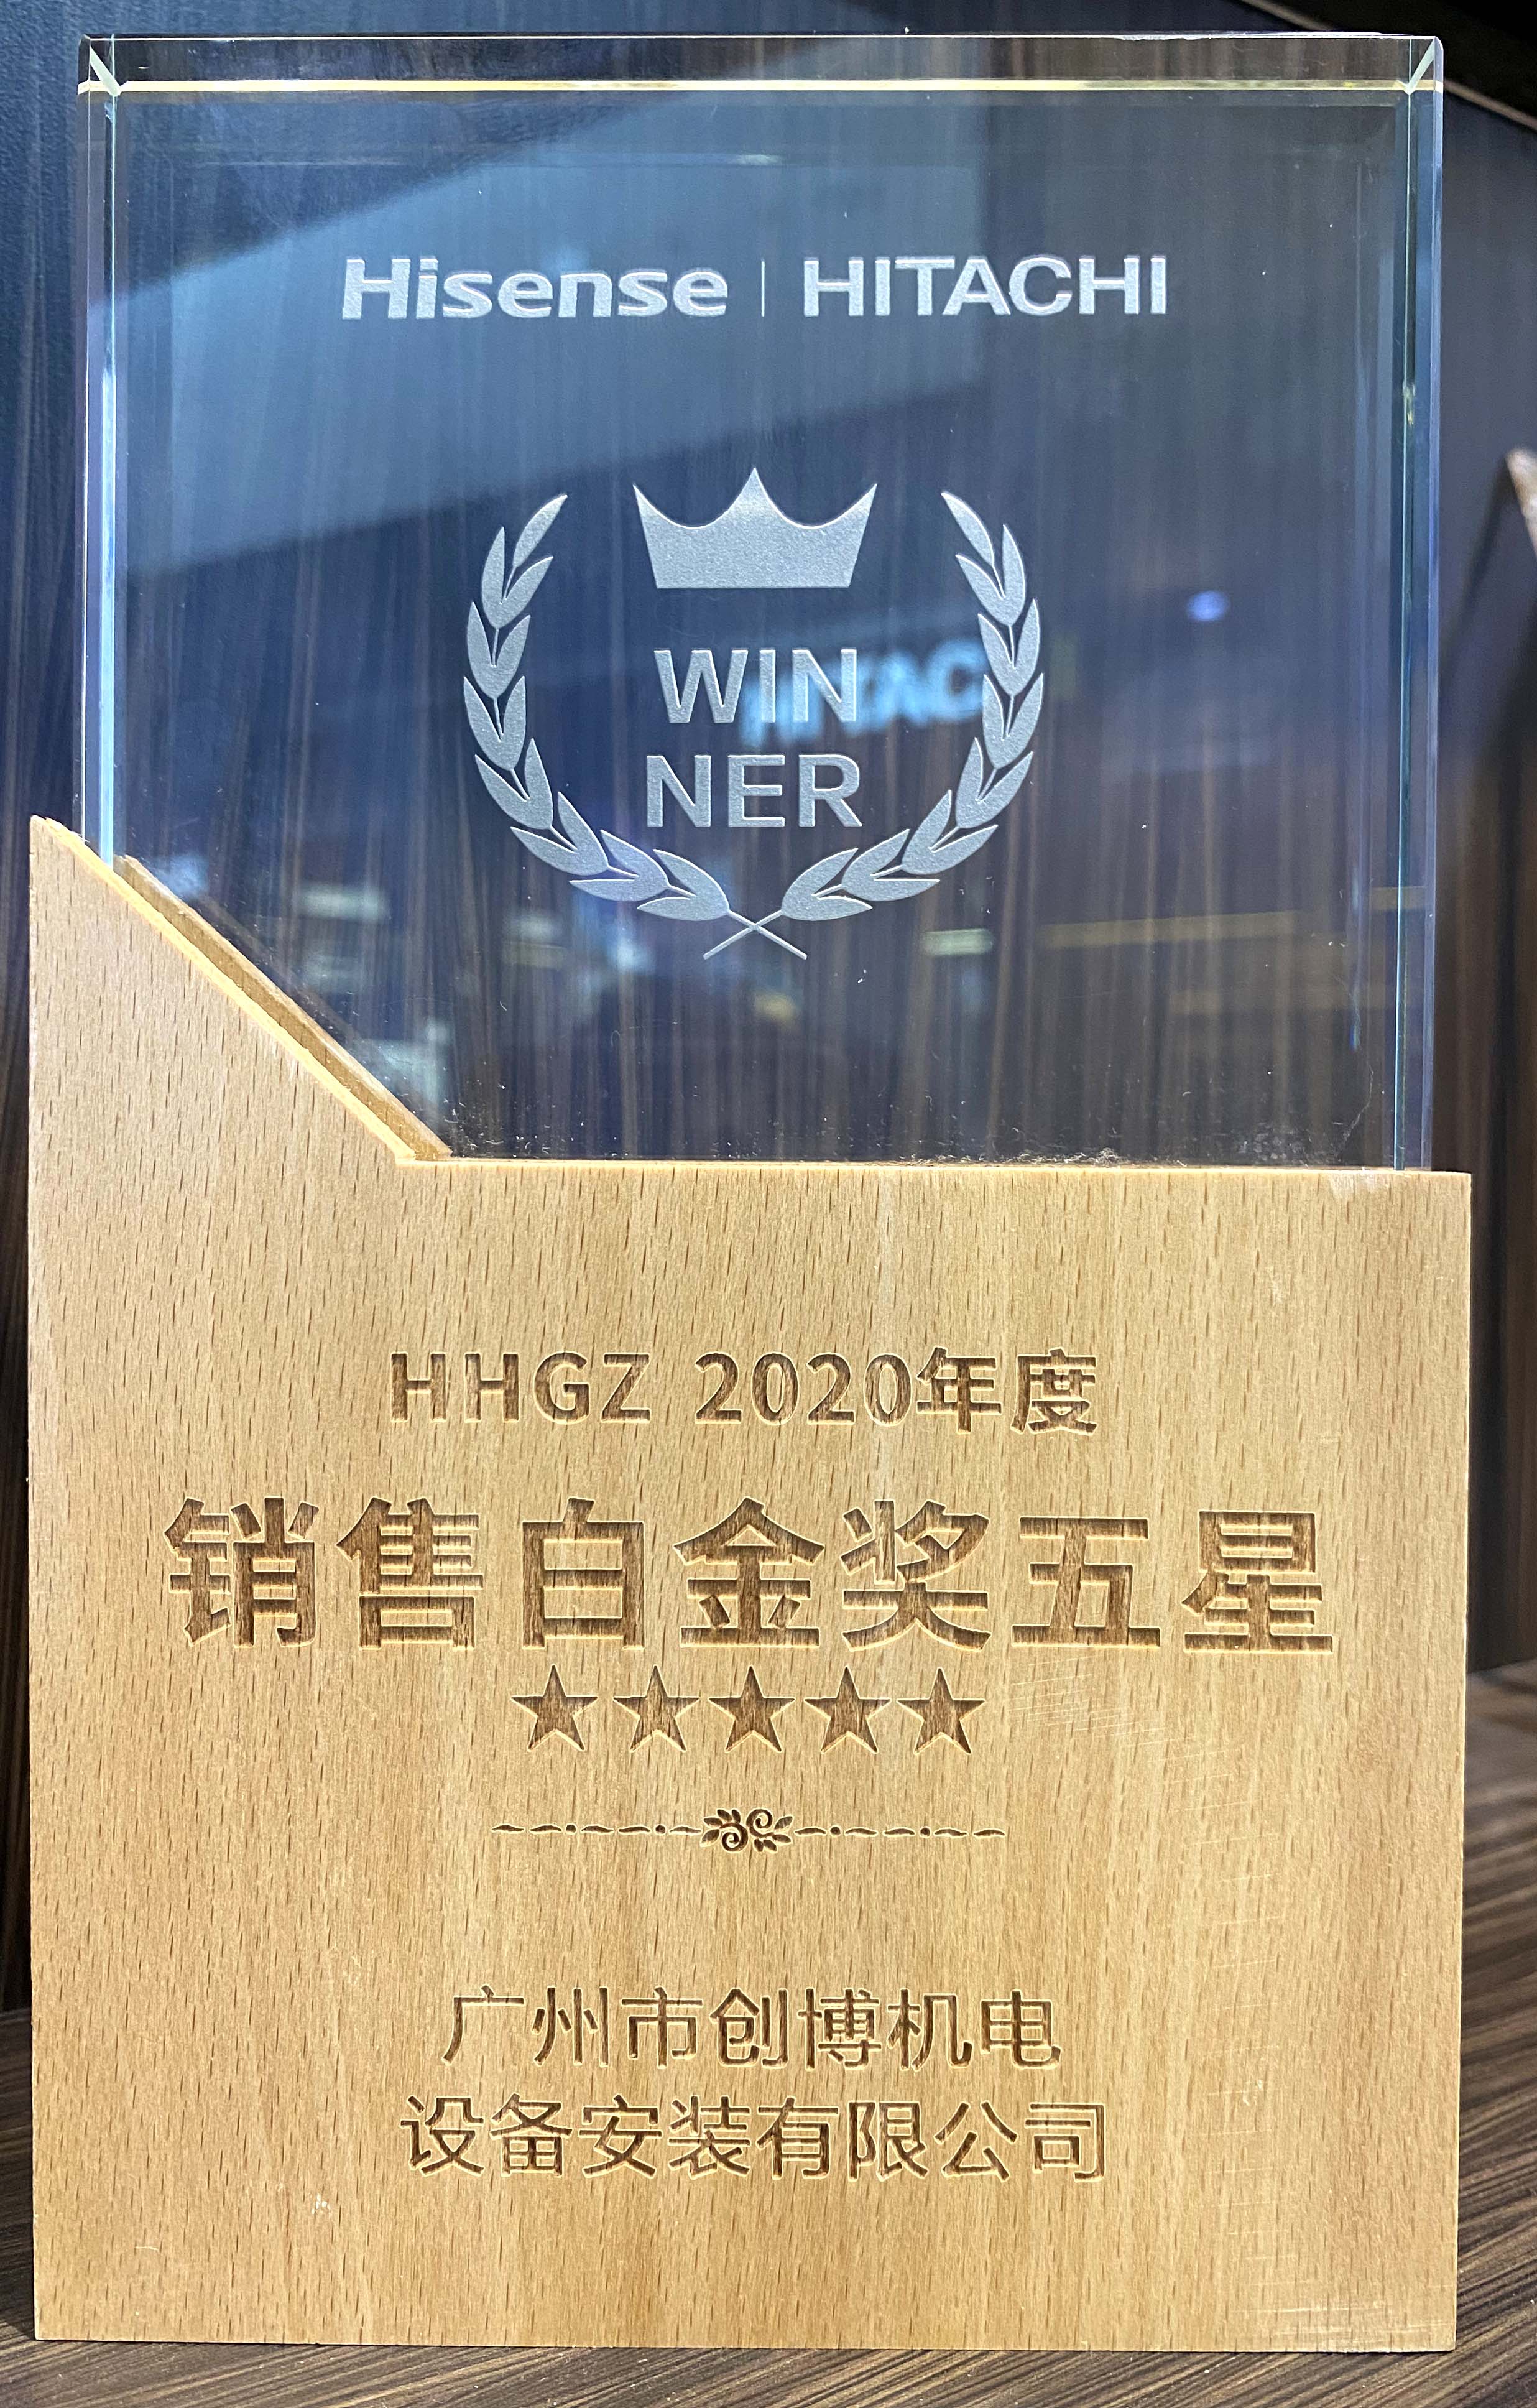 Hisense | HITACHI
WIN
NER
HHGZ 2020年度
销售白金奖五星
★★★★★
广州市创博机电
设备安装有限公司